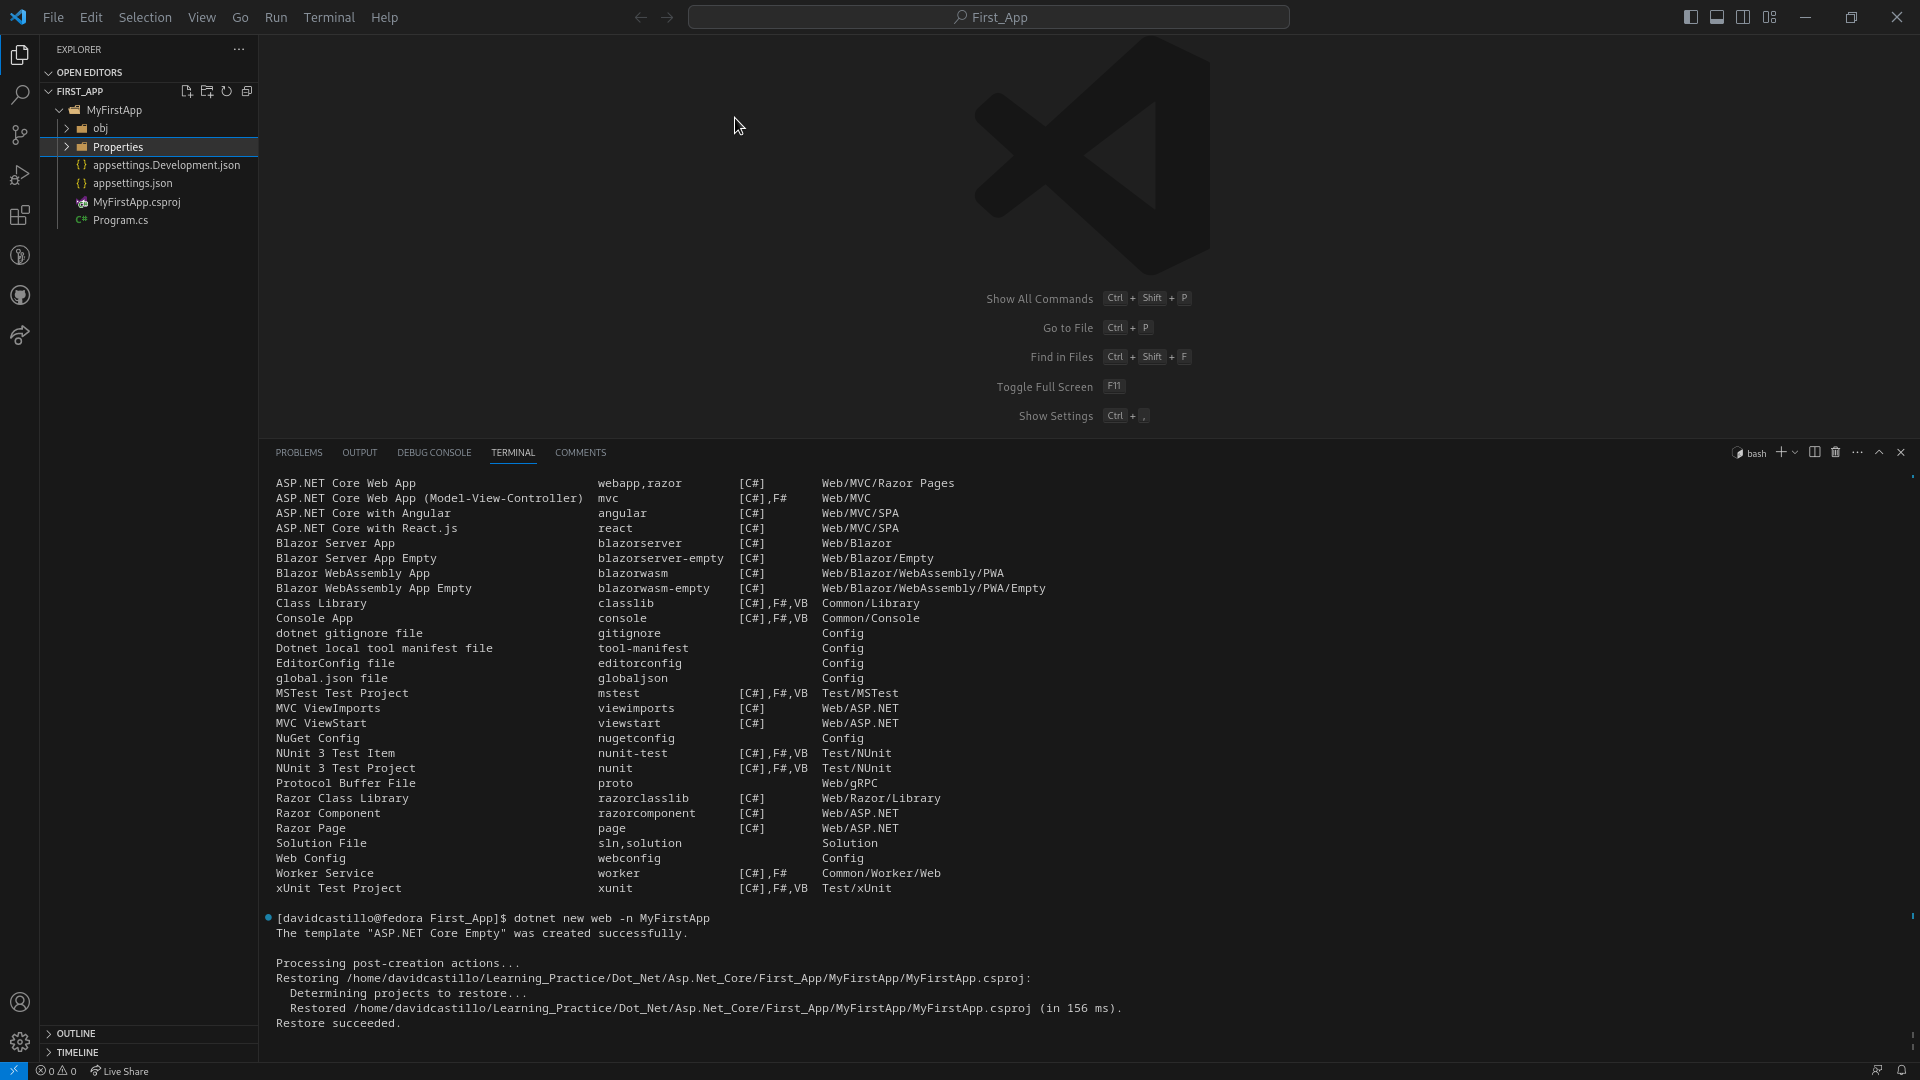 File Edit Selection View Go Run Terminal Help
First_App
EXPLORER
OPEN EDITORS
FIRST_APP
MyFirstApp
obj
Properties
{} appsettings.Development.json
{} appsettings.json
MyFirstApp.csproj
C# Program.cs
OUTLINE
TIMELINE
Show All Commands Ctrl + Shift + P
Go to File Ctrl + P
Find in Files Ctrl + Shift + F
Toggle Full Screen F11
Show Settings Ctrl + ,
PROBLEMS OUTPUT DEBUG CONSOLE TERMINAL COMMENTS
bash
ASP.NET Core Web App webapp,razor [C#] Web/MVC/Razor Pages
ASP.NET Core Web App (Model-View-Controller) mvc [C#],F# Web/MVC
ASP.NET Core with Angular angular [C#] Web/MVC/SPA
ASP.NET Core with React.js react [C#] Web/MVC/SPA
Blazor Server App blazorserver [C#] Web/Blazor
Blazor Server App Empty blazorserver-empty [C#] Web/Blazor/Empty
Blazor WebAssembly App blazorwasm [C#] Web/Blazor/WebAssembly/PWA
Blazor WebAssembly App Empty blazorwasm-empty [C#] Web/Blazor/WebAssembly/PWA/Empty
Class Library classlib [C#],F#,VB Common/Library
Console App console [C#],F#,VB Common/Console
dotnet gitignore file gitignore Config
Dotnet local tool manifest file tool-manifest Config
EditorConfig file editorconfig Config
global.json file globaljson Config
MSTest Test Project mstest [C#],F#,VB Test/MSTest
MVC ViewImports viewimports [C#] Web/ASP.NET
MVC ViewStart viewstart [C#] Web/ASP.NET
NuGet Config nugetconfig Config
NUnit 3 Test Item nunit-test [C#],F#,VB Test/NUnit
NUnit 3 Test Project nunit [C#],F#,VB Test/NUnit
Protocol Buffer File proto Web/gRPC
Razor Class Library razorclasslib [C#] Web/Razor/Library
Razor Component razorcomponent [C#] Web/ASP.NET
Razor Page page [C#] Web/ASP.NET
Solution File sln,solution Solution
Web Config webconfig Config
Worker Service worker [C#],F# Common/Worker/Web
xUnit Test Project xunit [C#],F#,VB Test/xUnit
[davidcastillo@fedora First_App]$ dotnet new web -n MyFirstApp
The template "ASP.NET Core Empty" was created successfully.
Processing post-creation actions...
Restoring /home/davidcastillo/Learning_Practice/Dot_Net/Asp.Net_Core/First_App/MyFirstApp/MyFirstApp.csproj:
Determining projects to restore...
Restored /home/davidcastillo/Learning_Practice/Dot_Net/Asp.Net_Core/First_App/MyFirstApp/MyFirstApp.csproj (in 156 ms).
Restore succeeded.
0 0 Live Share